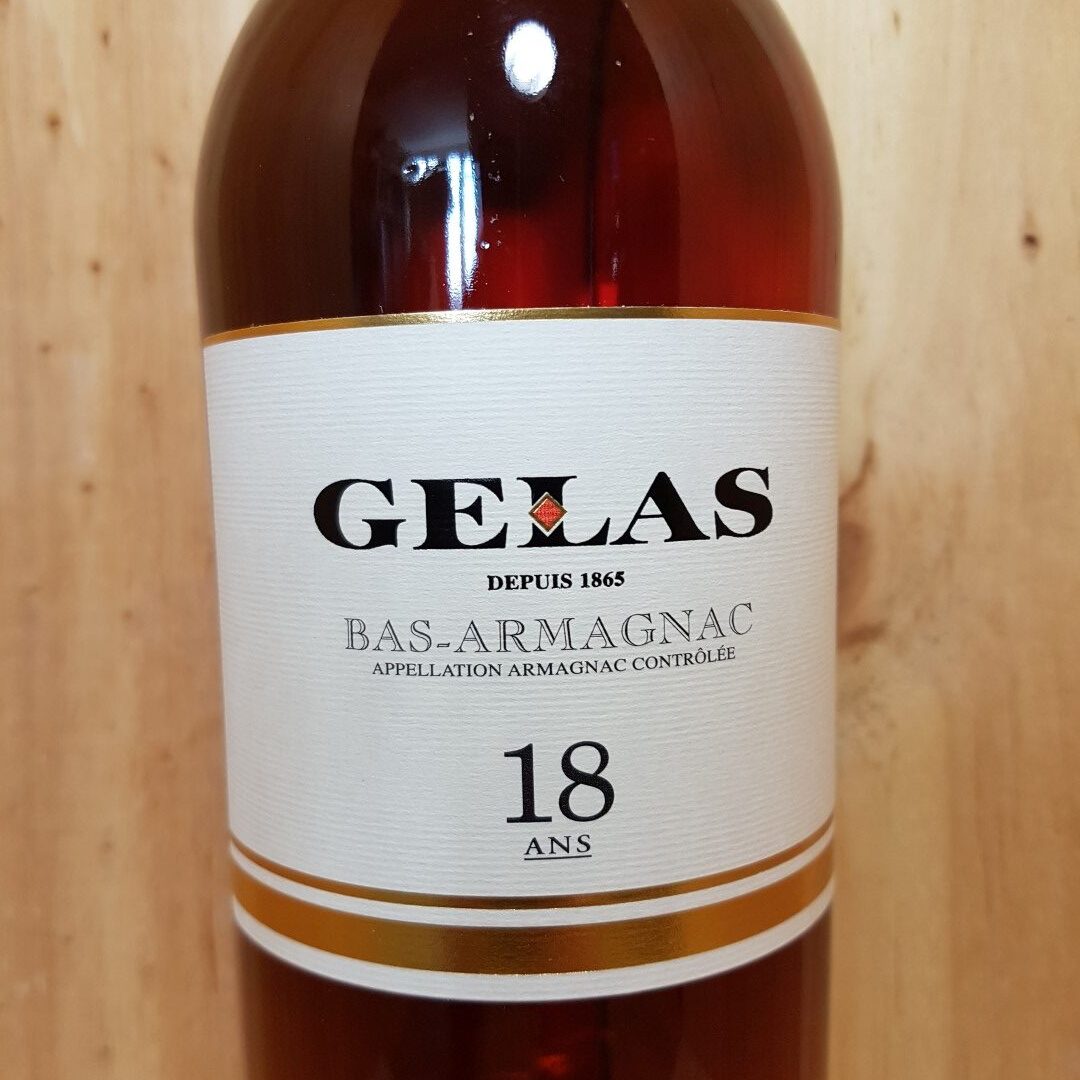 GELAS
DEPUIS 1865
BAS-ARMAGNAC
APPELLATION ARMAGNAC CONTRÔLÉE
18
ANS